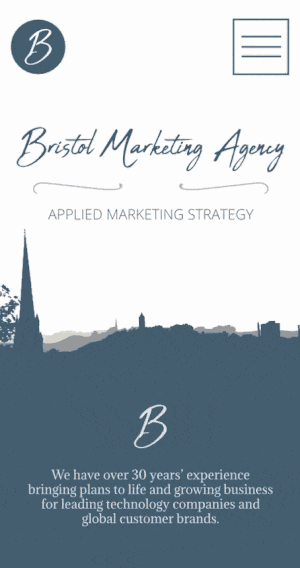 B
Bristol Marketing Agency
APPLIED MARKETING STRATEGY
B
We have over 30 years’ experience
bringing plans to life and growing business
for leading technology companies and
global customer brands.